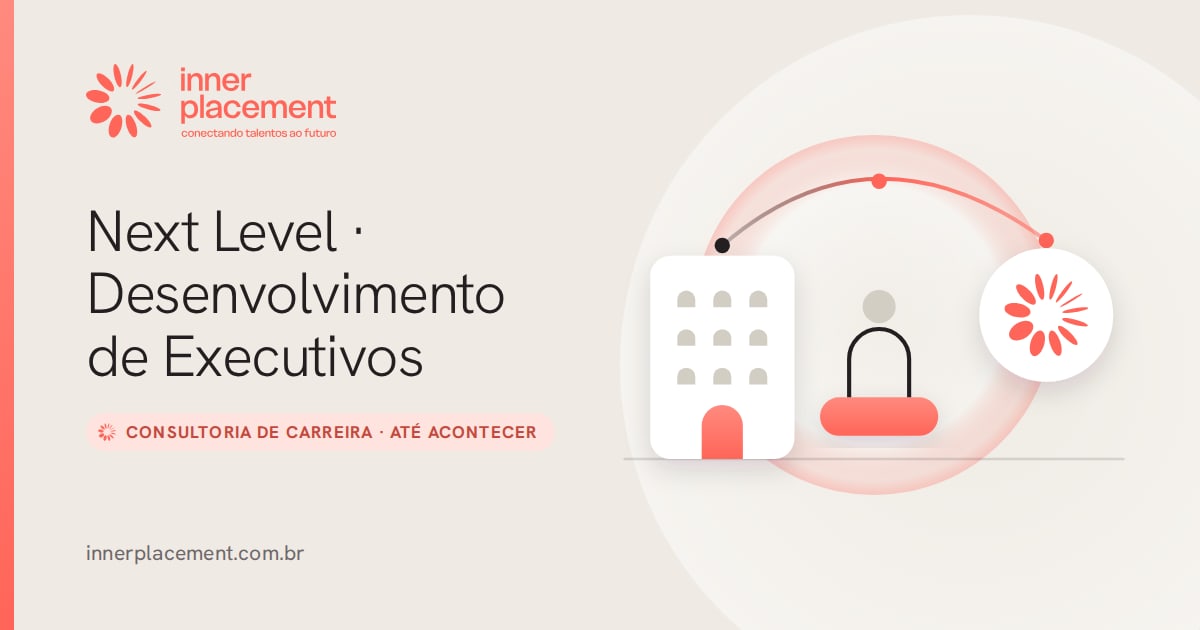 inner
placement
conectando talentos ao futuro
Next Level ·
Desenvolvimento
de Executivos
CONSULTORIA DE CARREIRA · ATÉ ACONTECER
innerplacement.com.br